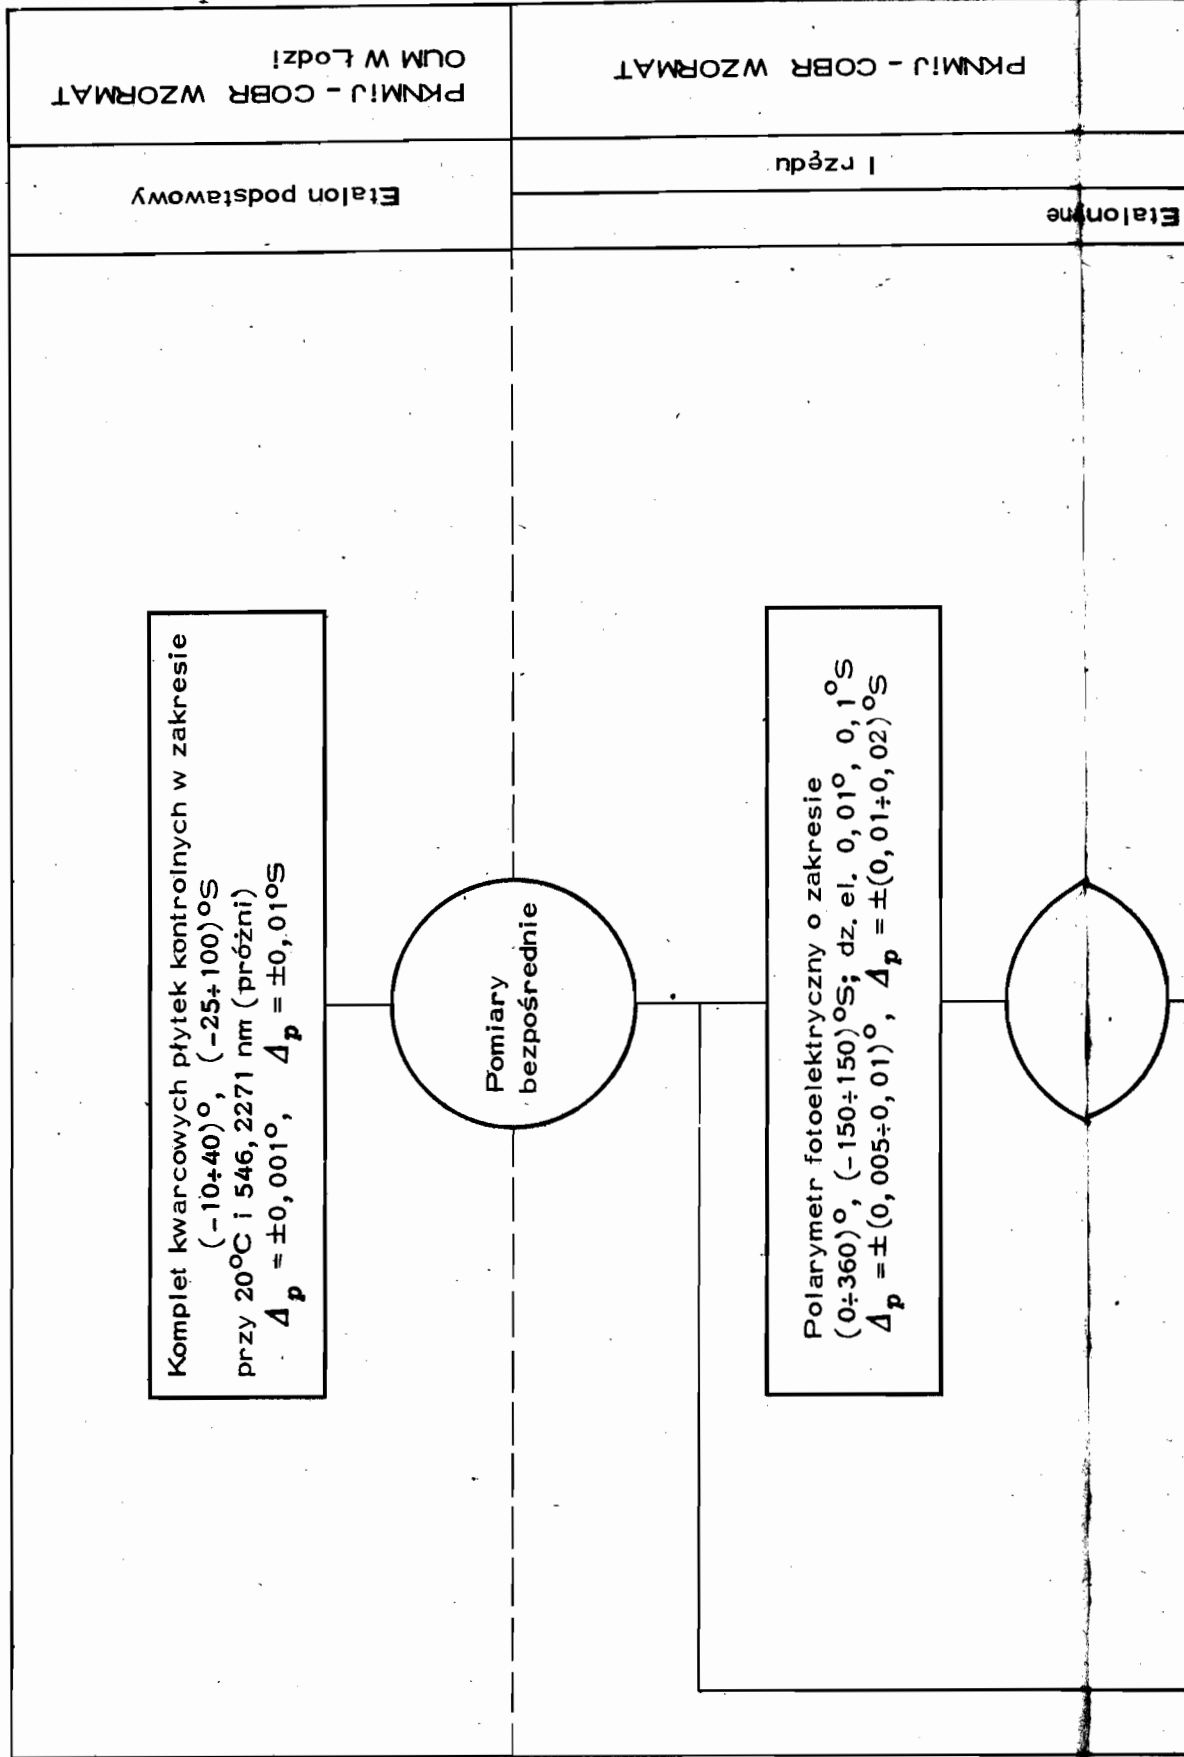 PKNMiJ - COBR WZORMAT
OUM W Łodzi
Etalon podstawowy
Komplet kwarcowych płytek kontrolnych w zakresie
(-10÷40)°, (-25÷100)°S
przy 20°C i 546,2271 nm (próżni)
Δp = ±0,001°, Δp = ±0,01°S
Pomiary
bezpośrednie
PKNMiJ - COBR WZORMAT
I rzędu
Etalonyne
Polarymetr fotoelektryczny o zakresie
(0÷360)°, (-150÷150)°S; dz. el. 0,01°, 0,1°S
Δp = ±(0,005÷0,01)°, Δp = ±(0,01÷0,02)°S